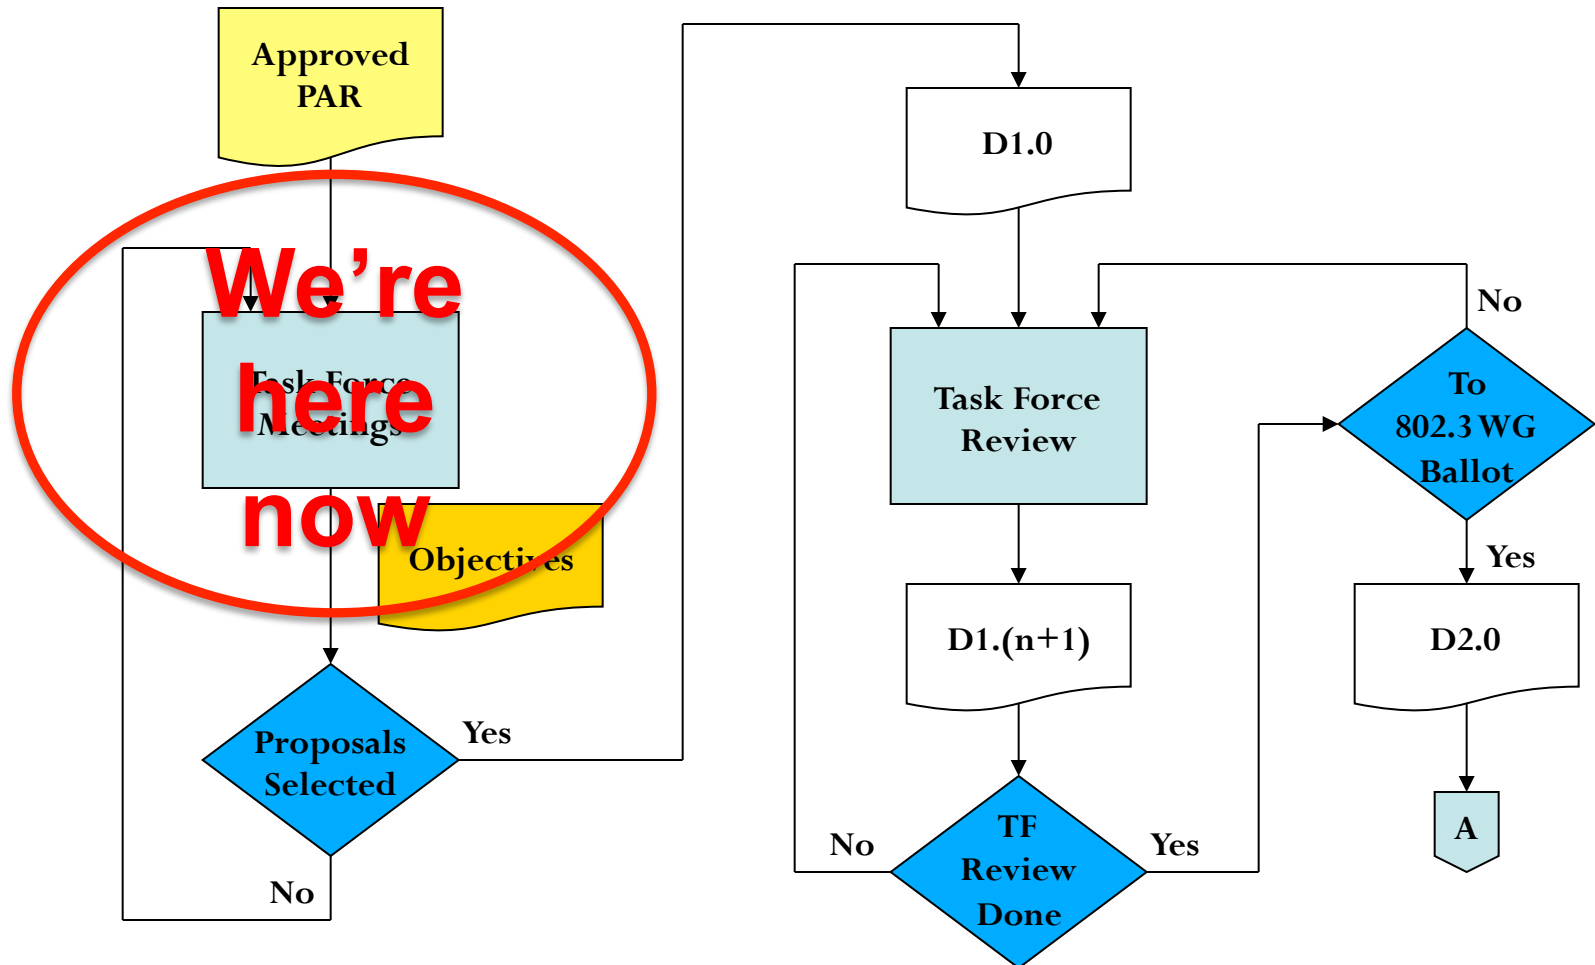 Approved
PAR
We're
here
now
Task Force
Meetings
Objectives
Proposals
Selected
Yes
No
D1.0
Task Force
Review
D1.(n+1)
TF
Review
Done
No
Yes
To
802.3 WG
Ballot
No
Yes
D2.0
A